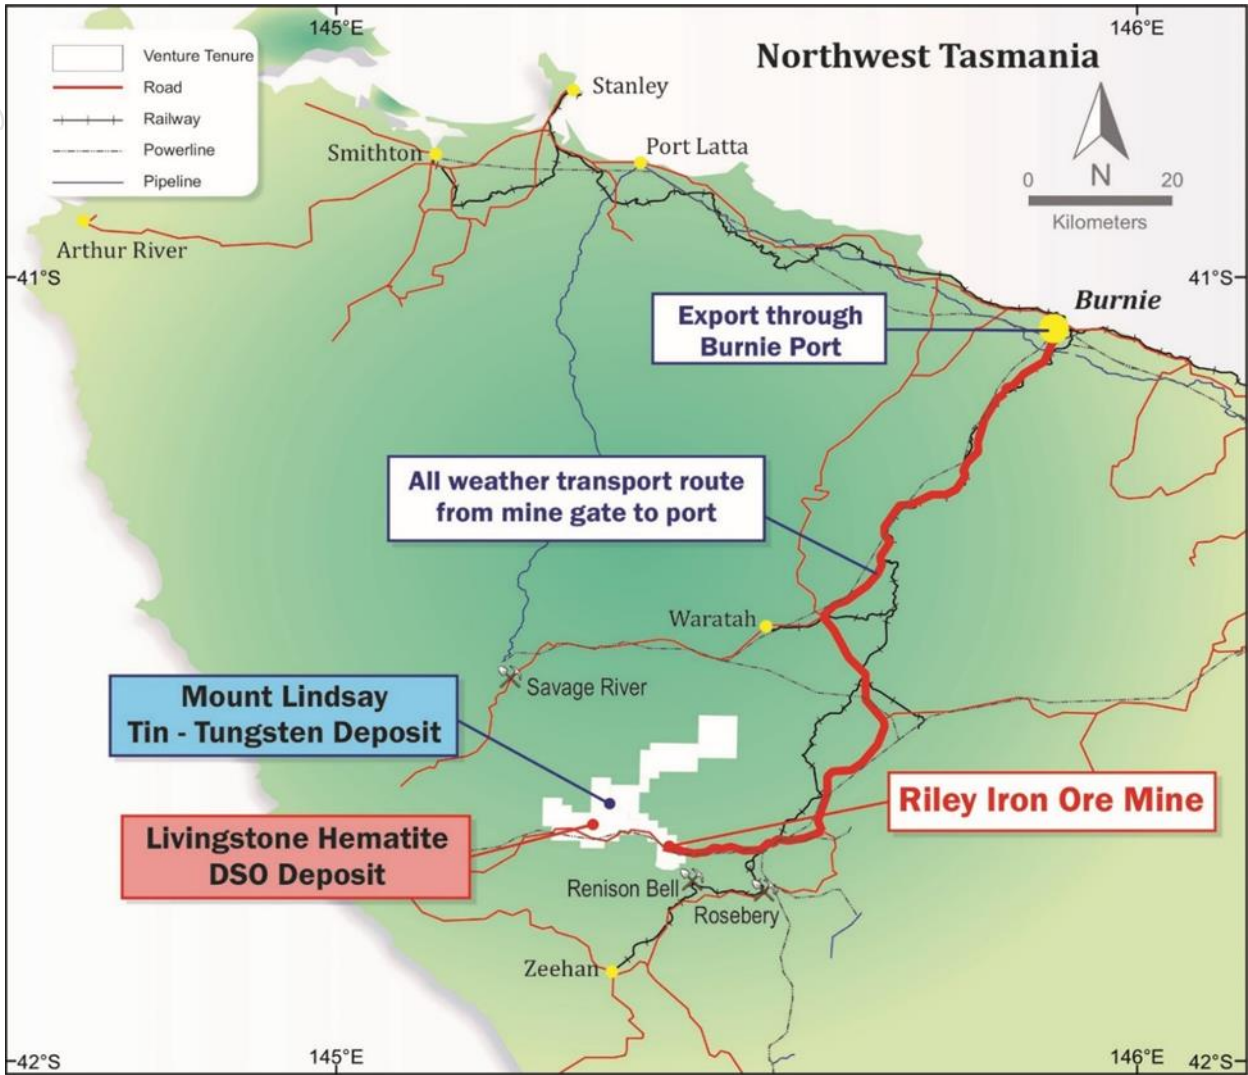 145°E
146°E
Northwest Tasmania
Venture Tenure
Road
Railway
Powerline
Pipeline
Stanley
Smithton
Port Latta
N
0
20
Kilometers
Arthur River
41°S
41°S
Burnie
Export through
Burnie Port
All weather transport route
from mine gate to port
Waratah
Savage River
Mount Lindsay
Tin - Tungsten Deposit
Riley Iron Ore Mine
Livingstone Hematite
DSO Deposit
Renison Bell
Rosebery
Zeehan
42°S
145°E
146°E
42°S